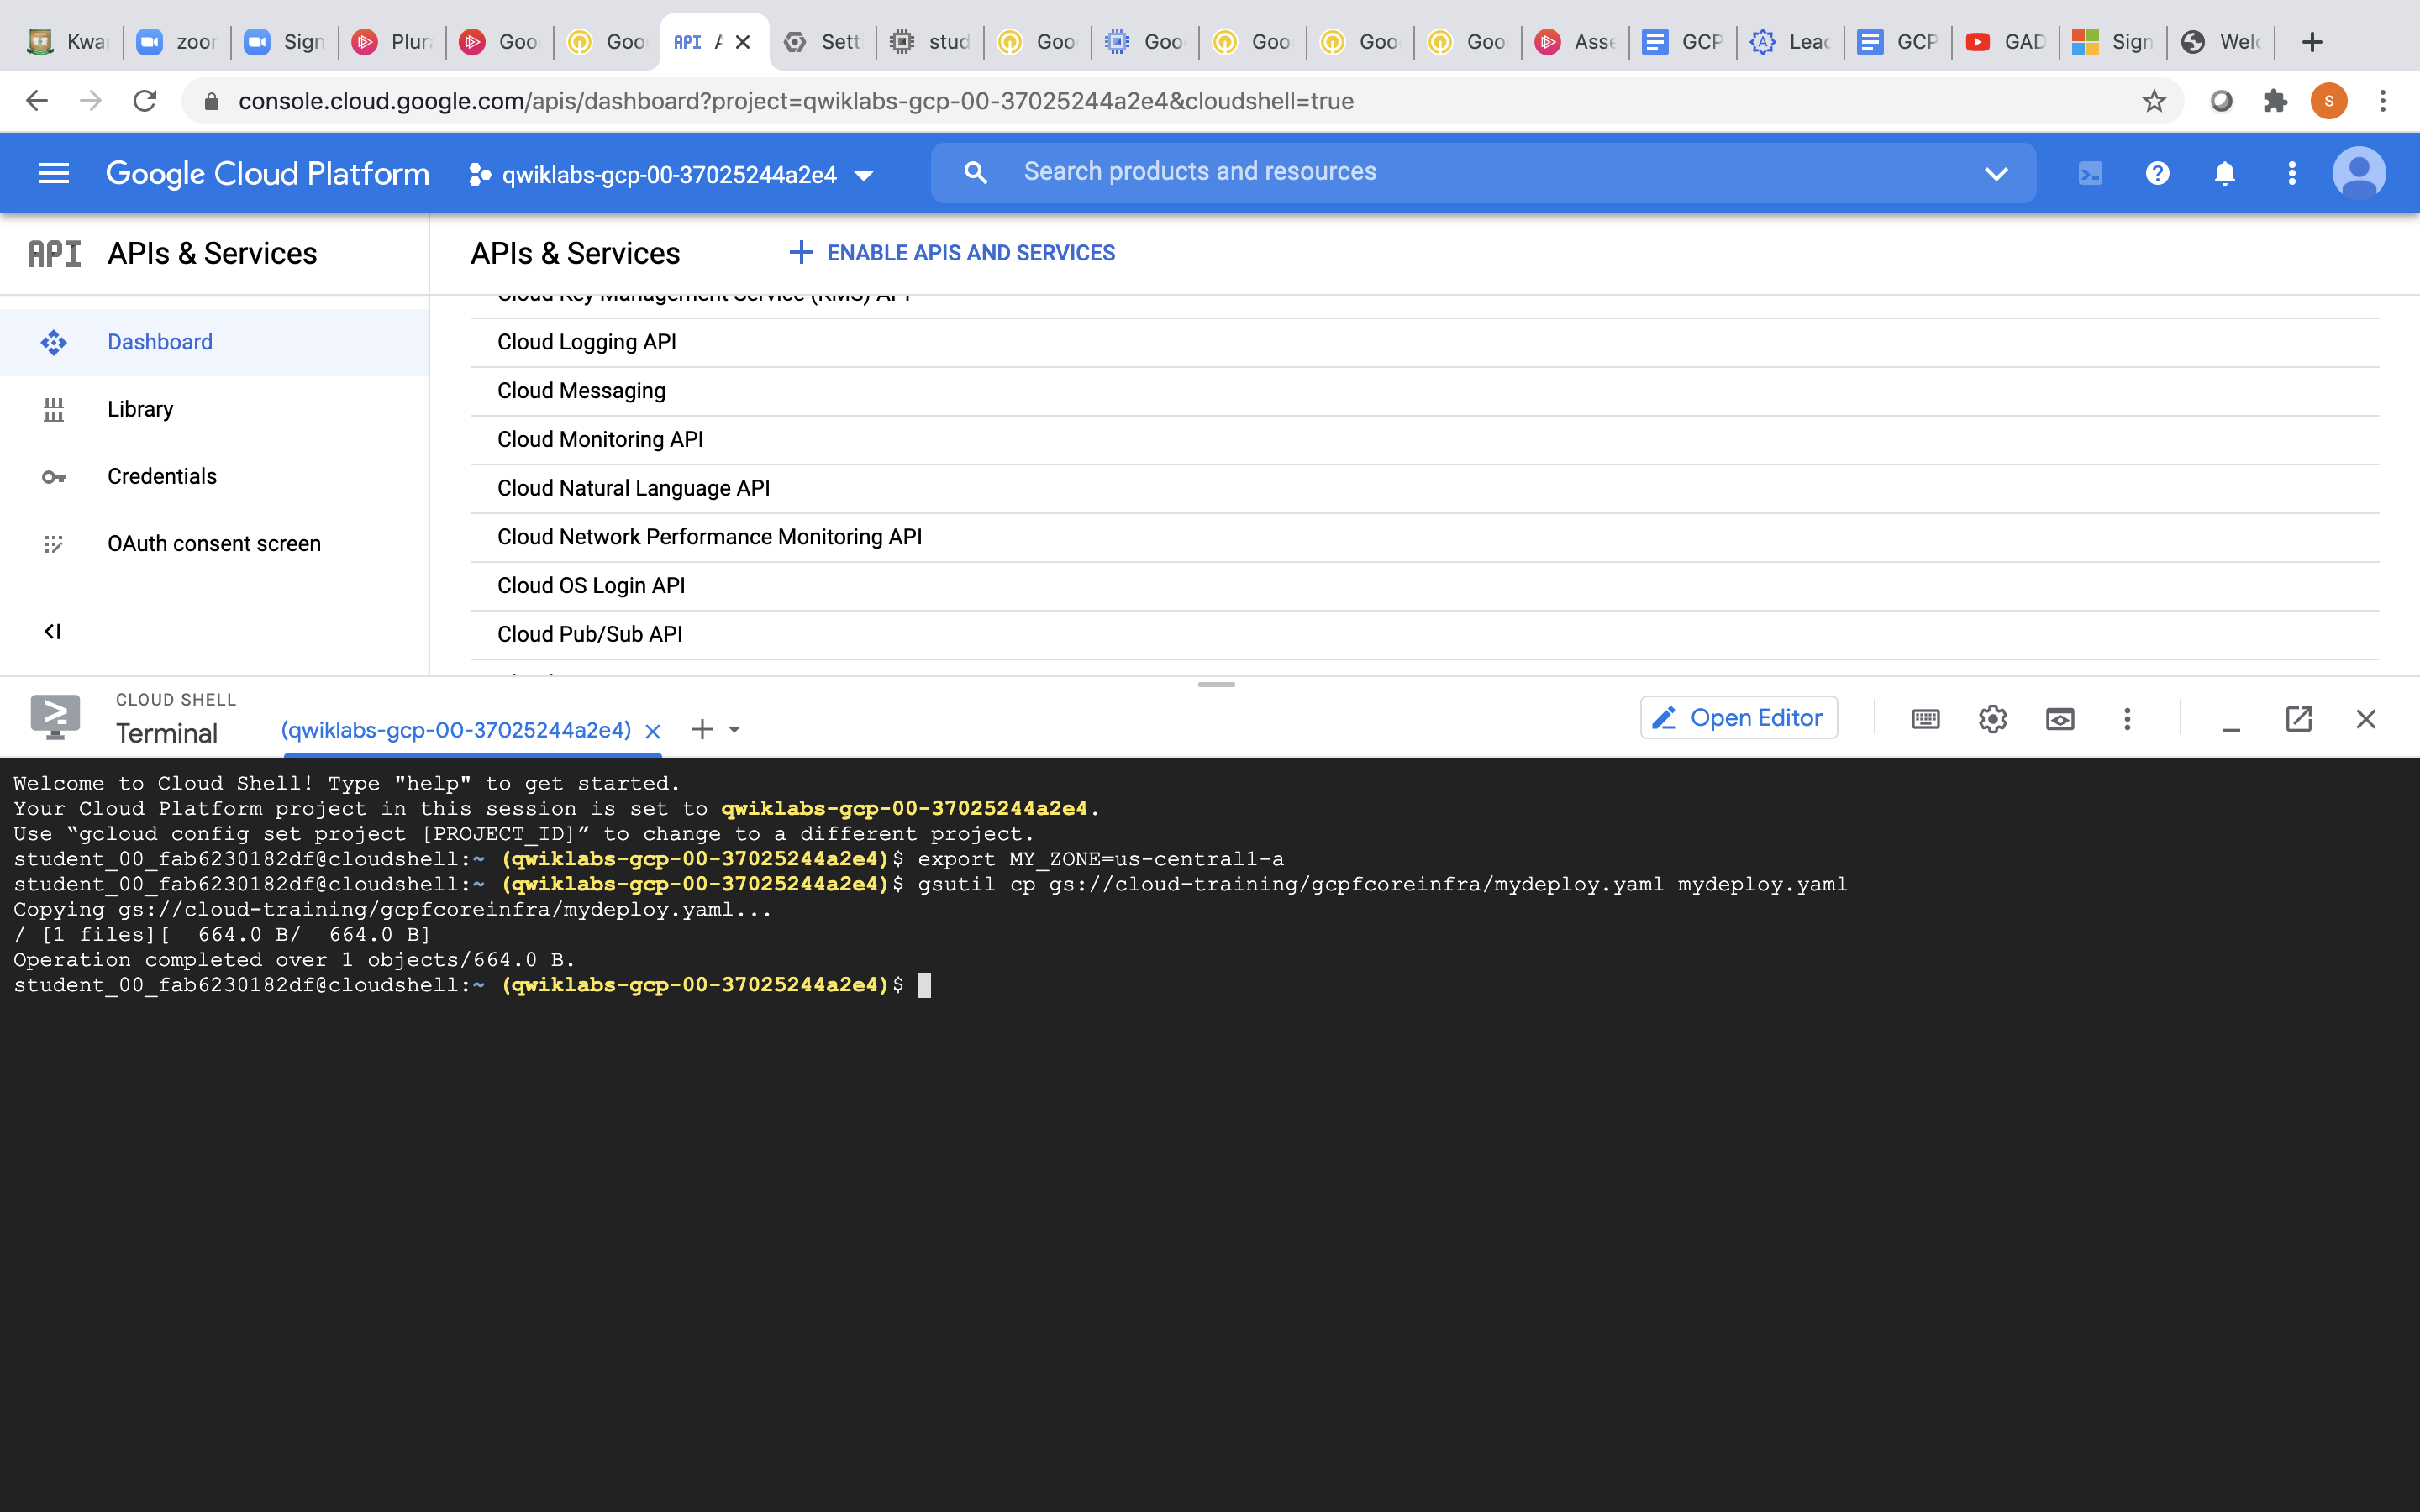 Kwa
zoor
Sign
Plur
Goo
Goo
API
Sett
stud
Goo
Goo
Goo
Goo
Goo
Asse
GCP
Leac
GCP
GAD
Sign
Welc
console.cloud.google.com/apis/dashboard?project=qwiklabs-gcp-00-37025244a2e4&cloudshell=true
S
Google Cloud Platform
qwiklabs-gcp-00-37025244a2e4
Search products and resources
API APIs & Services
APIs & Services
ENABLE APIS AND SERVICES
Dashboard
Library
Credentials
OAuth consent screen
Cloud Key Management Service (KMS) API
Cloud Logging API
Cloud Messaging
Cloud Monitoring API
Cloud Natural Language API
Cloud Network Performance Monitoring API
Cloud OS Login API
Cloud Pub/Sub API
CLOUD SHELL
Terminal
(qwiklabs-gcp-00-37025244a2e4)
Open Editor
Welcome to Cloud Shell! Type "help" to get started.
Your Cloud Platform project in this session is set to qwiklabs-gcp-00-37025244a2e4.
Use “gcloud config set project [PROJECT_ID]” to change to a different project.
student_00_fab6230182df@cloudshell:~ (qwiklabs-gcp-00-37025244a2e4)$ export MY_ZONE=us-central1-a
student_00_fab6230182df@cloudshell:~ (qwiklabs-gcp-00-37025244a2e4)$ gsutil cp gs://cloud-training/gcpfcoreinfra/mydeploy.yaml mydeploy.yaml
Copying gs://cloud-training/gcpfcoreinfra/mydeploy.yaml...
/ [1 files][  664.0 B/  664.0 B]
Operation completed over 1 objects/664.0 B.
student_00_fab6230182df@cloudshell:~ (qwiklabs-gcp-00-37025244a2e4)$